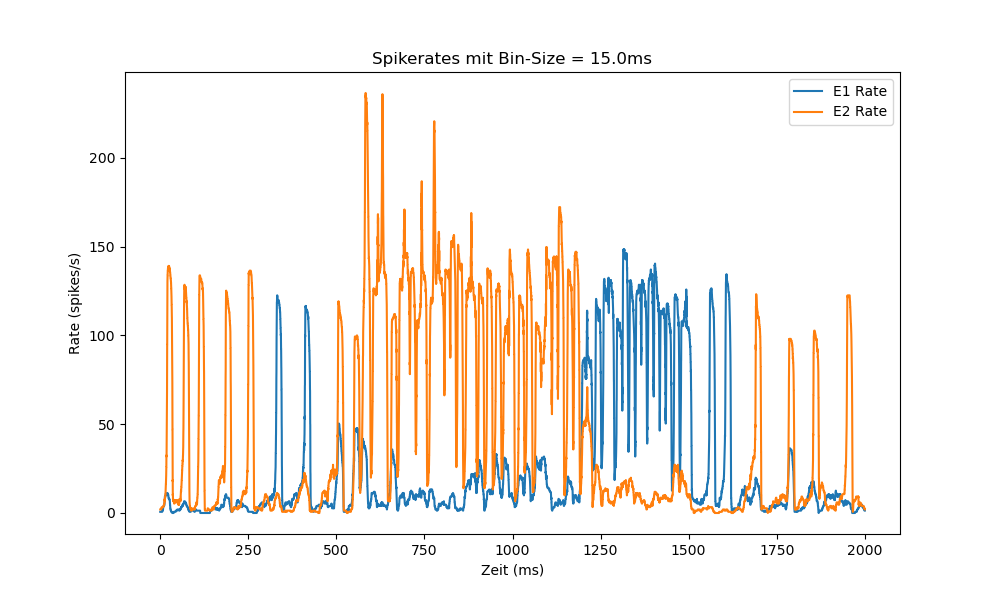 Spikerates mit Bin-Size = 15.0ms
E1 Rate
E2 Rate
200
150
100
50
0
Rate (spikes/s)
0 250 500 750 1000 1250 1500 1750 2000
Zeit (ms)